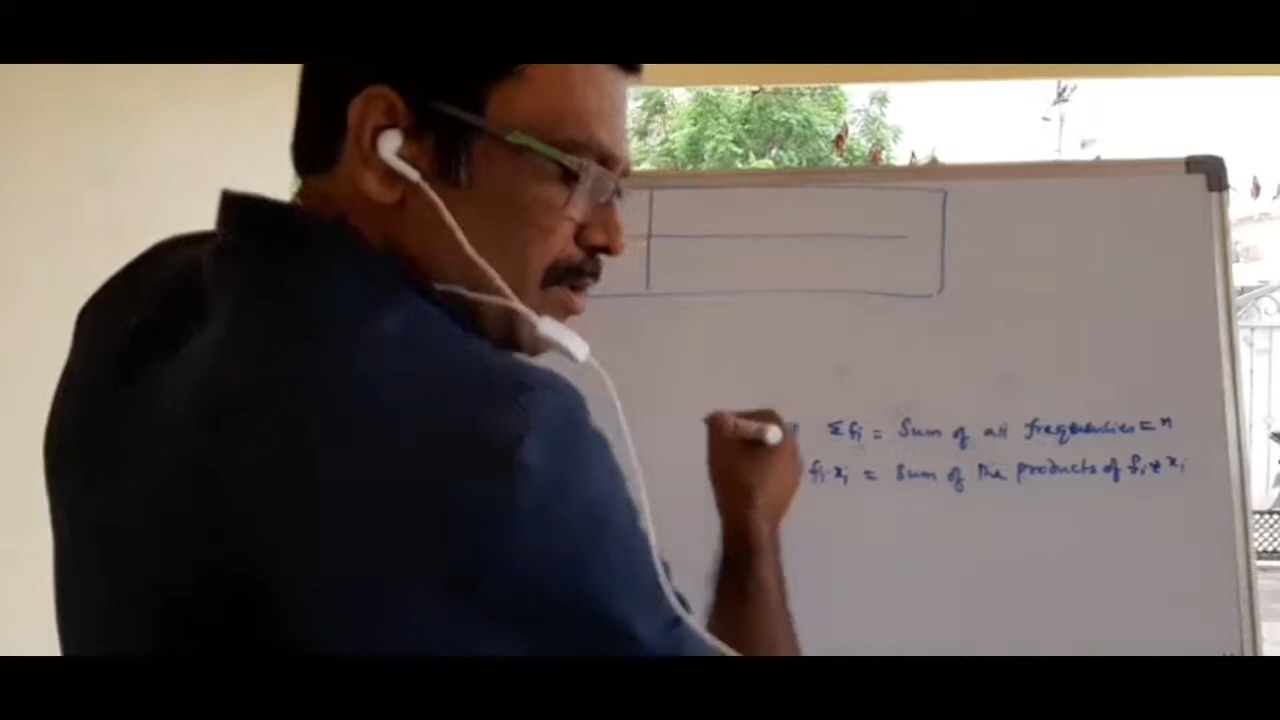 Σfi = Sum of all frequencies = n
fi.xi = Sum of the products of fi & xi